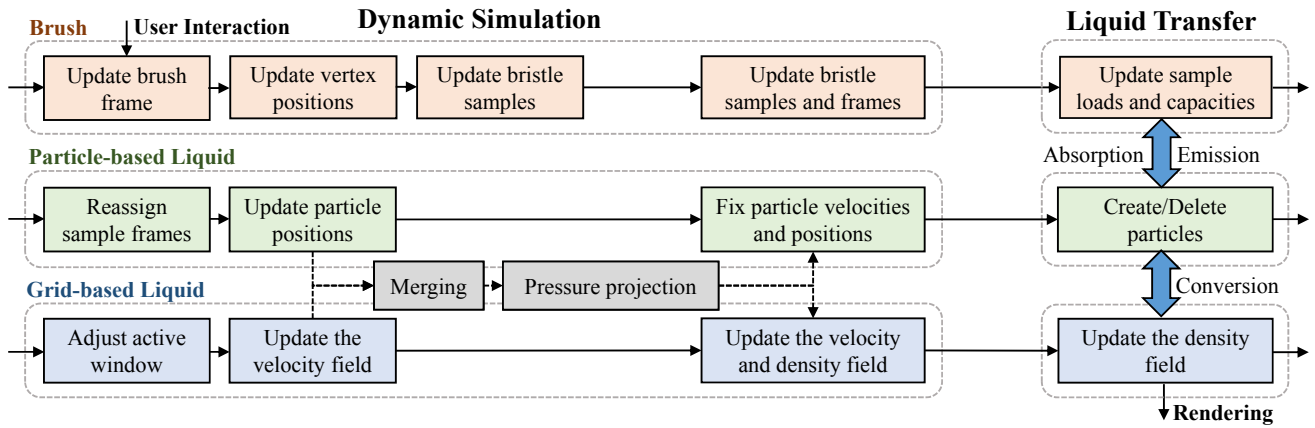 Dynamic Simulation
Liquid Transfer
User Interaction
Brush
Update brush
frame
Update vertex
positions
Update bristle
samples
Update bristle
samples and frames
Update sample
loads and capacities
Absorption
Emission
Particle-based Liquid
Reassign
sample frames
Update particle
positions
Fix particle velocities
and positions
Create/Delete
particles
Merging
Pressure projection
Conversion
Grid-based Liquid
Adjust active
window
Update the
velocity field
Update the velocity
and density field
Update the density
field
Rendering